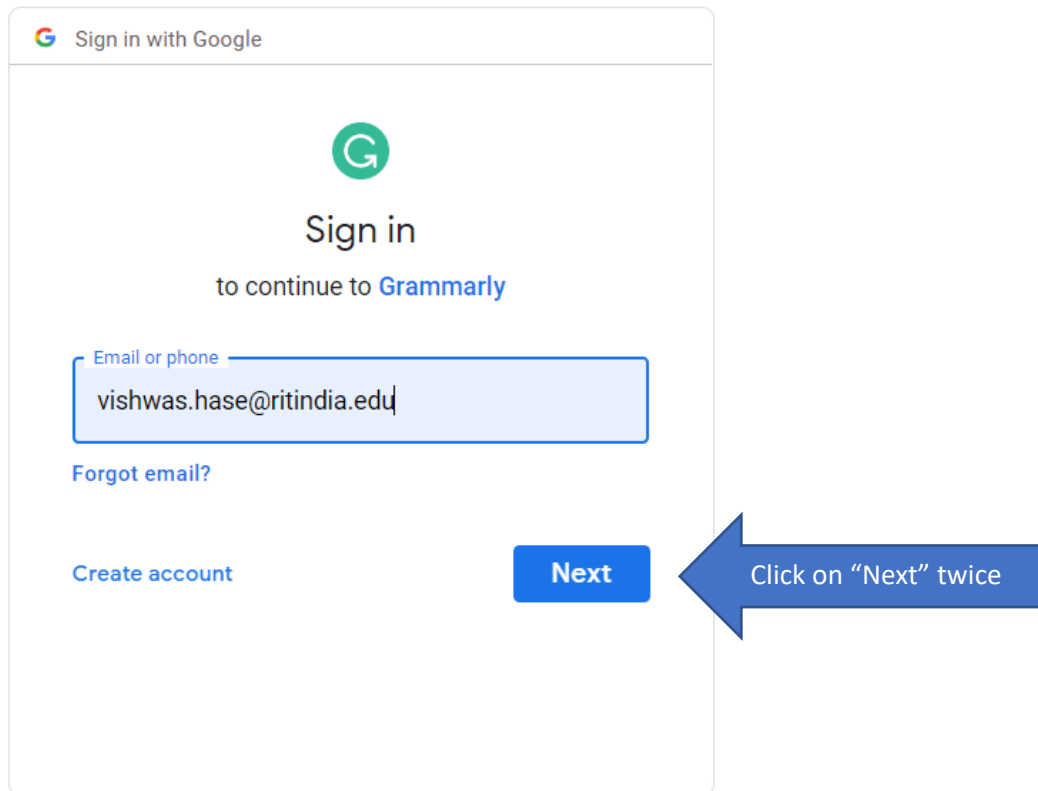 Sign in with Google
Sign in
to continue to Grammarly
Email or phone
vishwas.hase@ritindia.edu
Forgot email?
Create account
Next
Click on “Next” twice